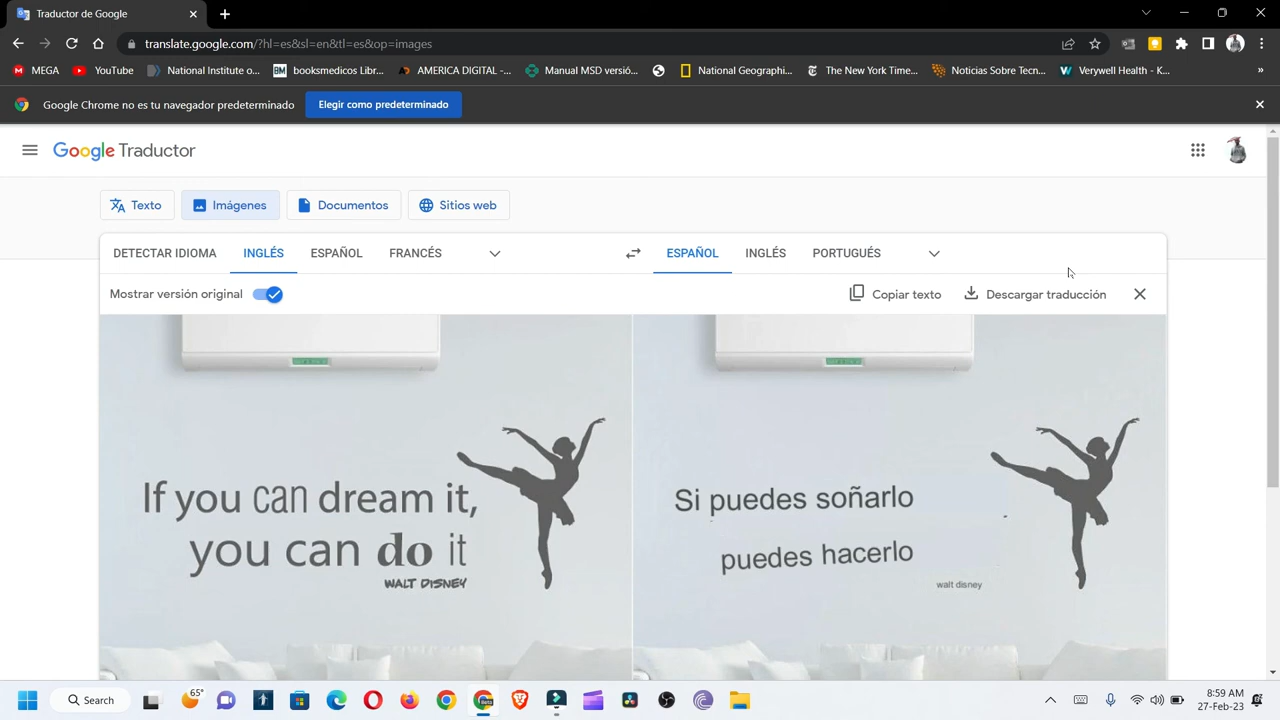 Traductor de Google
translate.google.com/?hl=es&sl=en&tl=es&op=images
MEGA
YouTube
National Institute o...
booksmedicos Libr...
AMERICA DIGITAL -...
Manual MSD versió...
National Geographi...
The New York Time...
Noticias Sobre Tecn...
Verywell Health - K...
»
Google Chrome no es tu navegador predeterminado
Elegir como predeterminado
Google Traductor
Texto
Imágenes
Documentos
Sitios web
DETECTAR IDIOMA
INGLÉS
ESPAÑOL
FRANCÉS
ESPAÑOL
INGLÉS
PORTUGUÉS
Mostrar versión original
Copiar texto
Descargar traducción
If you can dream it,
you can do it
WALT DISNEY
Si puedes soñarlo
puedes hacerlo
walt disney
Search
65°
8:59 AM
27-Feb-23